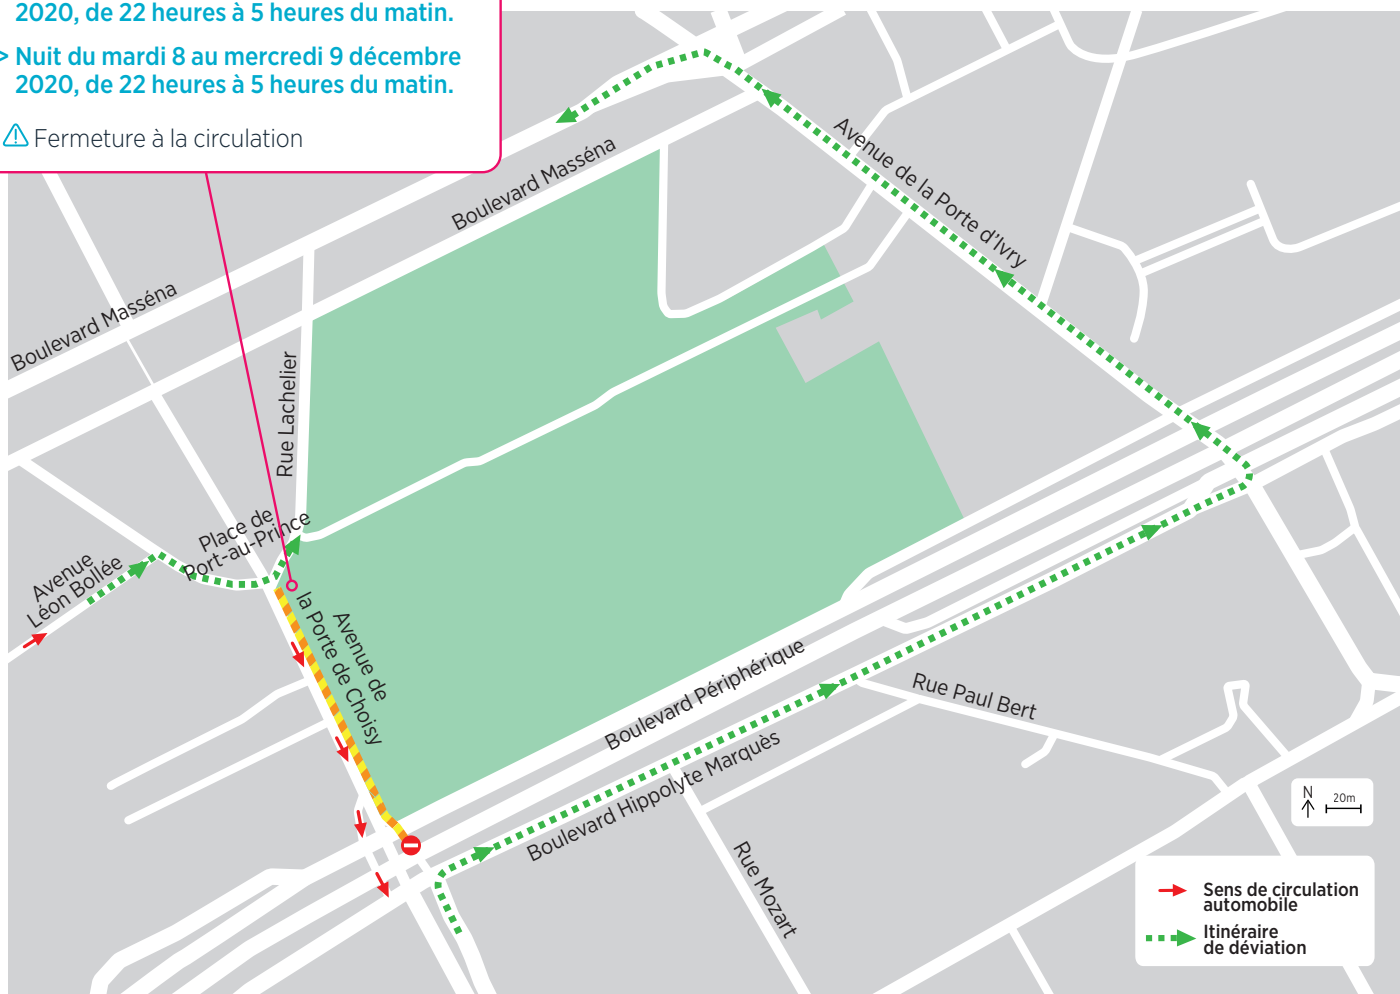 2020, de 22 heures à 5 heures du matin.
> Nuit du mardi 8 au mercredi 9 décembre
2020, de 22 heures à 5 heures du matin.
Fermeture à la circulation
Boulevard Masséna
Boulevard Masséna
Avenue de la Porte d'Ivry
Rue Lachelier
Place de
Port-au-Prince
Avenue
Léon Bollée
Avenue de
la Porte de Choisy
Boulevard Périphérique
Boulevard Hippolyte Marquès
Rue Paul Bert
Rue Mozart
N
20m
Sens de circulation
automobile
Itinéraire
de déviation